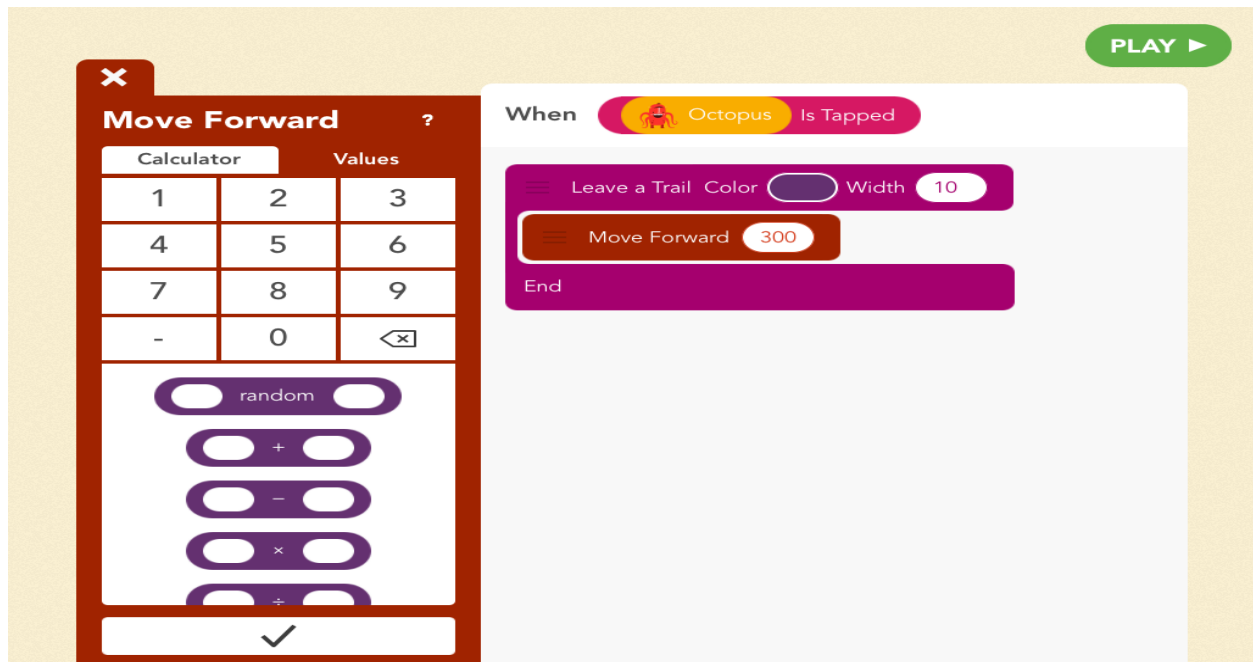 PLAY
Move Forward ?
Calculator Values
1 2 3
4 5 6
7 8 9
- 0
random
+
−
×
÷
When Octopus Is Tapped
Leave a Trail Color Width 10
Move Forward 300
End